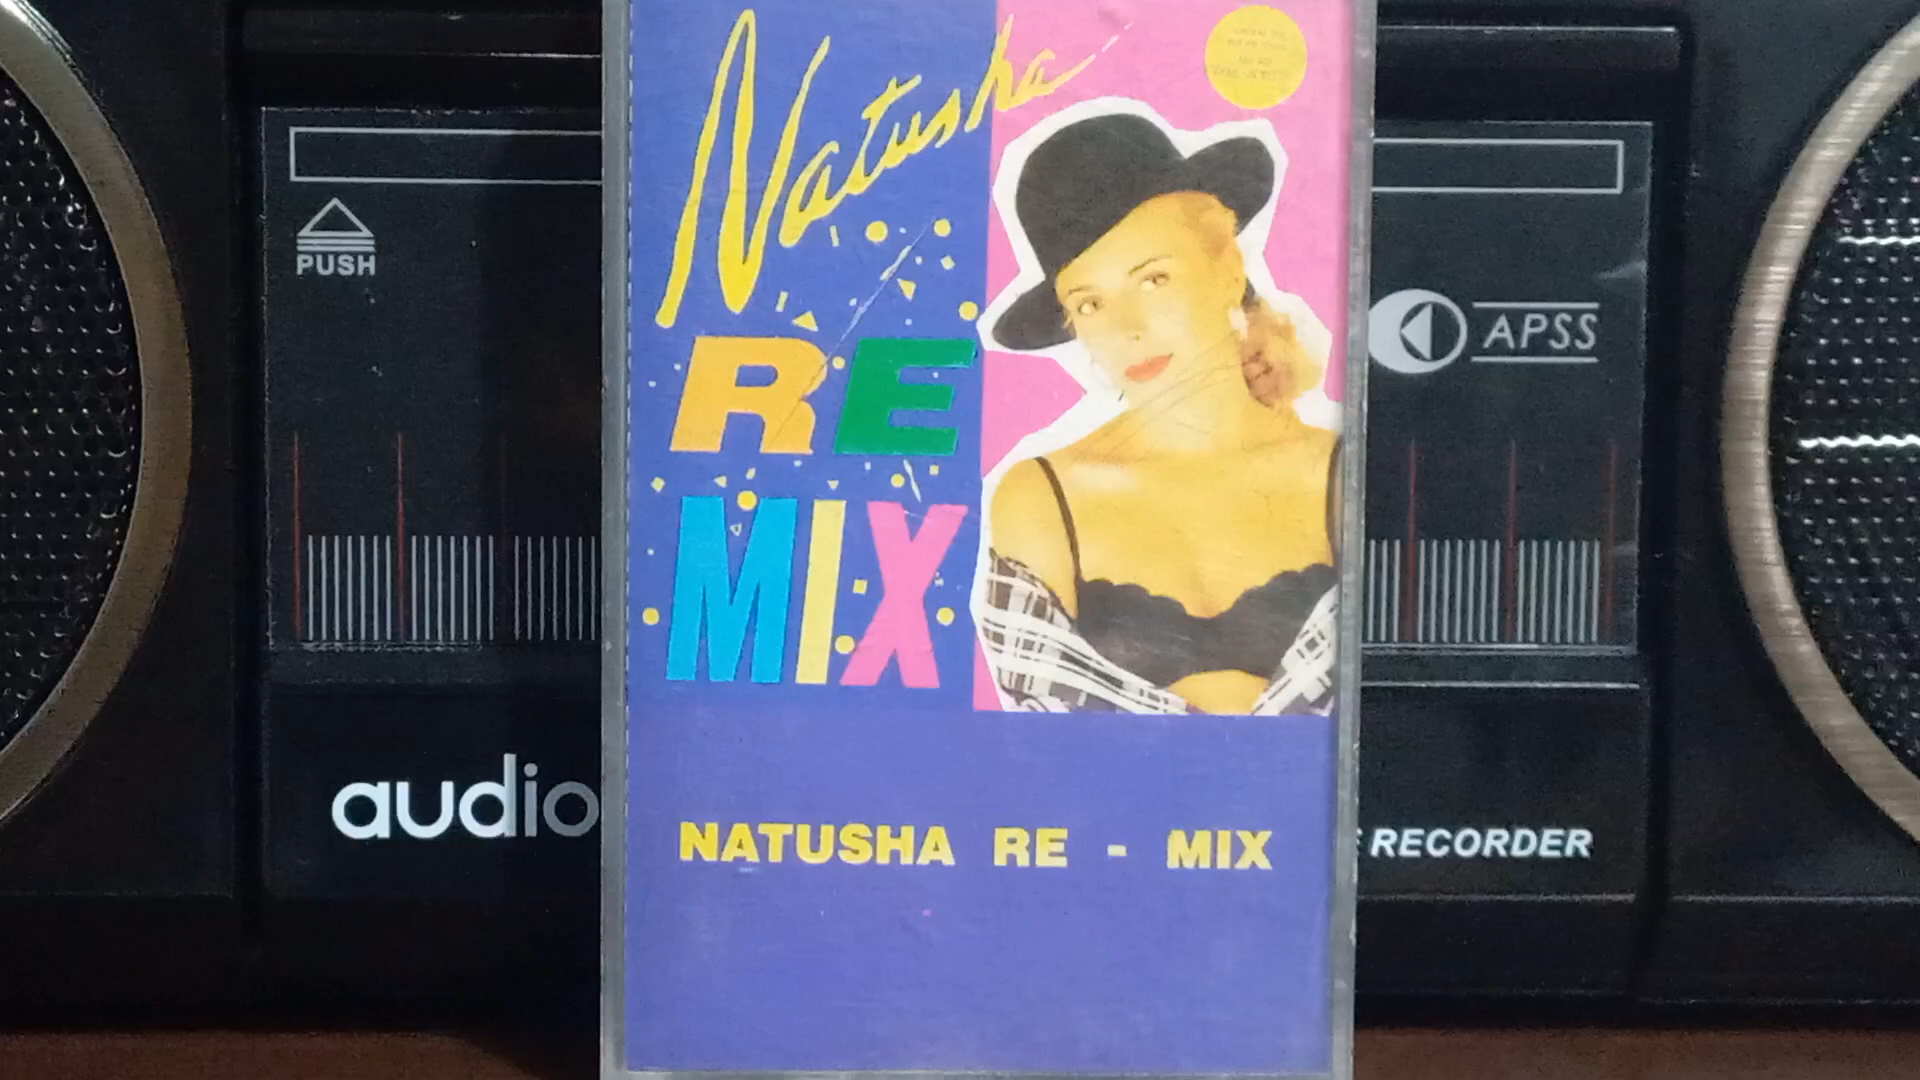 Natusha
RE
MIX
NATUSHA RE - MIX
PUSH
APSS
audio
RECORDER